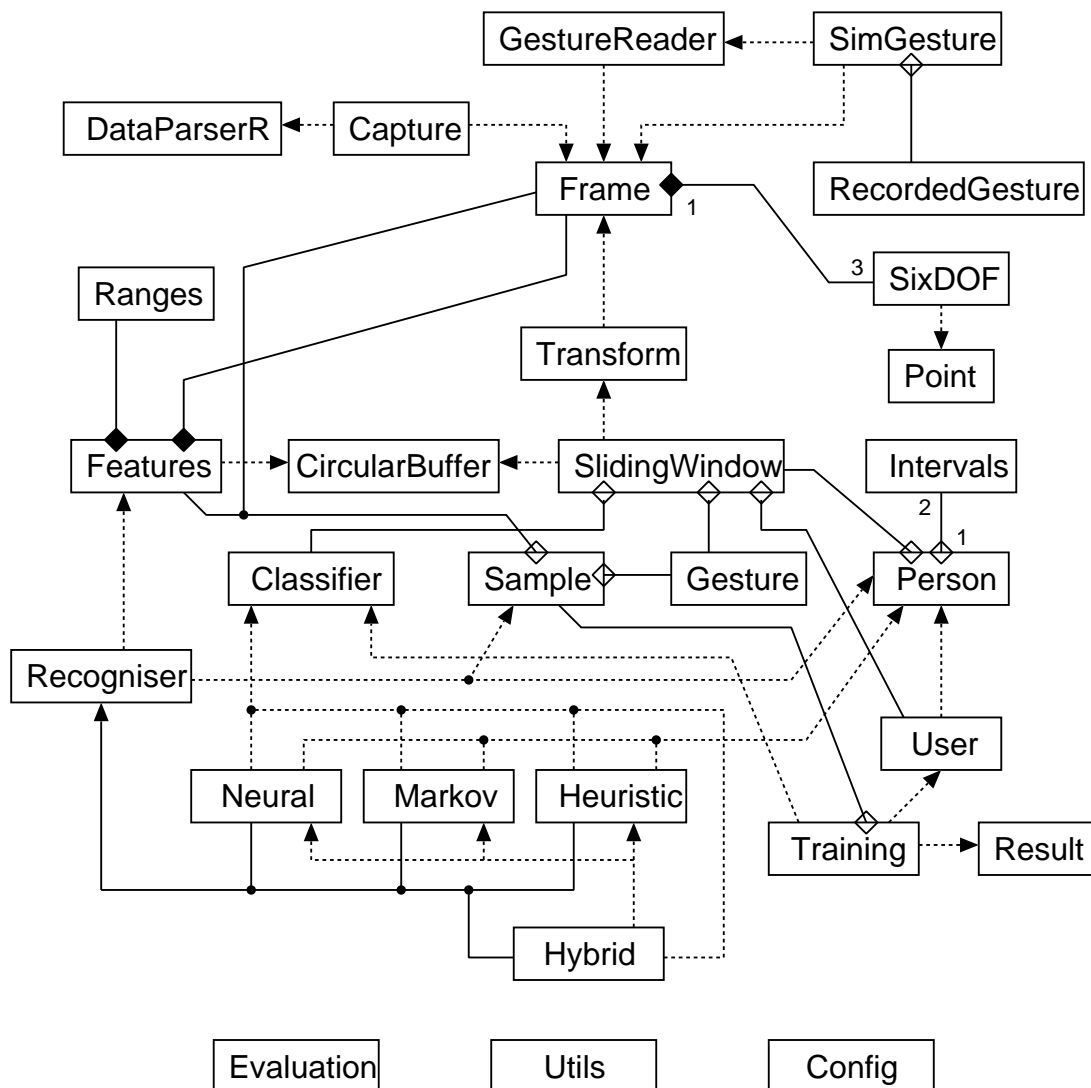 GestureReader
SimGesture
DataParserR
Capture
Frame
1
RecordedGesture
3
SixDOF
Ranges
Transform
Point
Features
CircularBuffer
SlidingWindow
Intervals
2
1
Classifier
Sample
Gesture
Person
Recogniser
User
Neural
Markov
Heuristic
Training
Result
Hybrid
Evaluation
Utils
Config